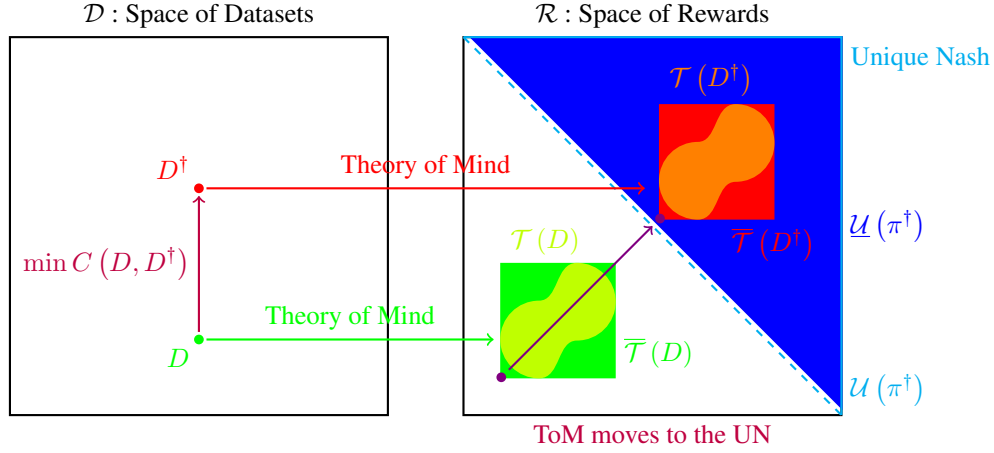 𝒟 : Space of Datasets
ℛ : Space of Rewards
Unique Nash
𝒯 (D†)
D†
Theory of Mind
𝒰̲ (π†)
𝒯̅ (D†)
𝒯 (D)
min C (D, D†)
Theory of Mind
D
𝒯̅ (D)
𝒰 (π†)
ToM moves to the UN